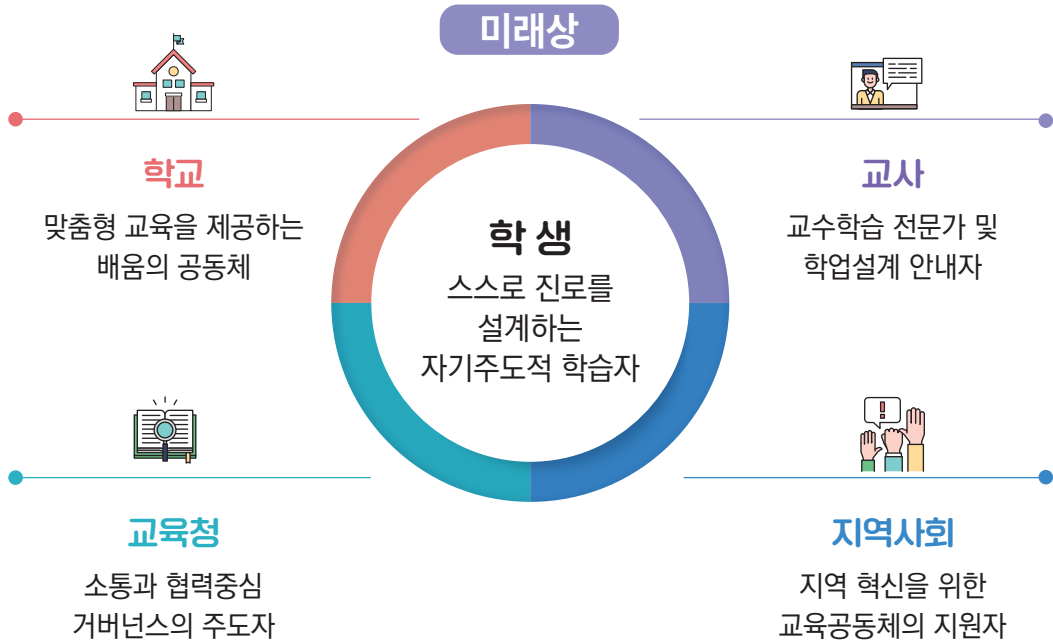 미래상
학교
맞춤형 교육을 제공하는
배움의 공동체
교사
교수학습 전문가 및
학업설계 안내자
학 생
스스로 진로를
설계하는
자기주도적 학습자
교육청
소통과 협력중심
거버넌스의 주도자
지역사회
지역 혁신을 위한
교육공동체의 지원자